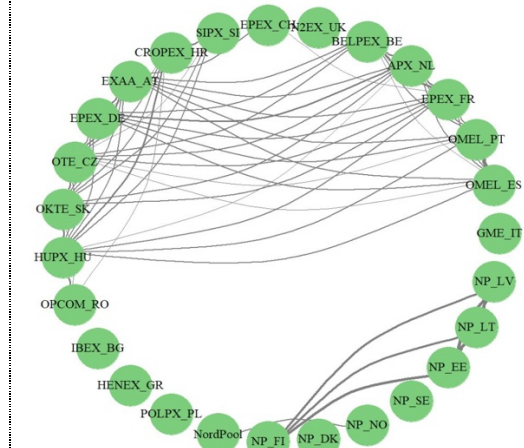 EPEX_CH
N2EX_UK
BELPEX_BE
APX_NL
EPEX_FR
OMEL_PT
OMEL_ES
GME_IT
NP_LV
NP_LT
NP_EE
NP_SE
NP_NO
NP_DK
NP_FI
NordPool
POLPX_PL
HENEX_GR
IBEX_BG
OPCOM_RO
HUPX_HU
OKTE_SK
OTE_CZ
EPEX_DE
EXAA_AT
CROPEX_HR
SIPX_SI